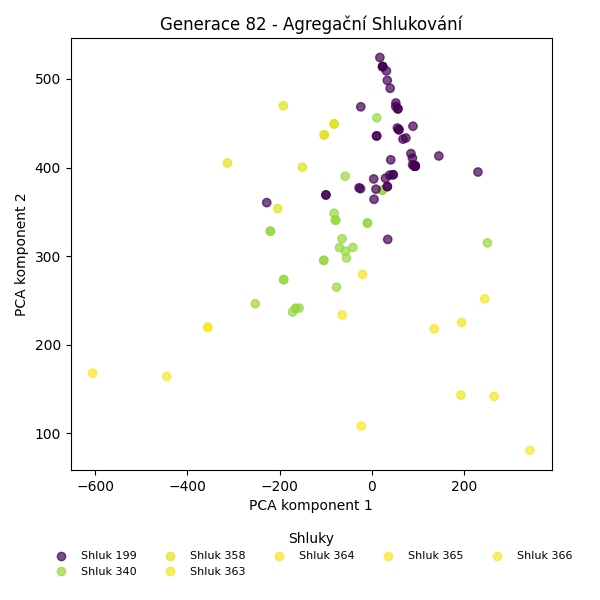 Generace 82 - Agregační Shlukování
PCA komponent 2
500
400
300
200
100
−600
−400
−200
0
200
PCA komponent 1
Shluky
Shluk 199
Shluk 358
Shluk 364
Shluk 365
Shluk 366
Shluk 340
Shluk 363